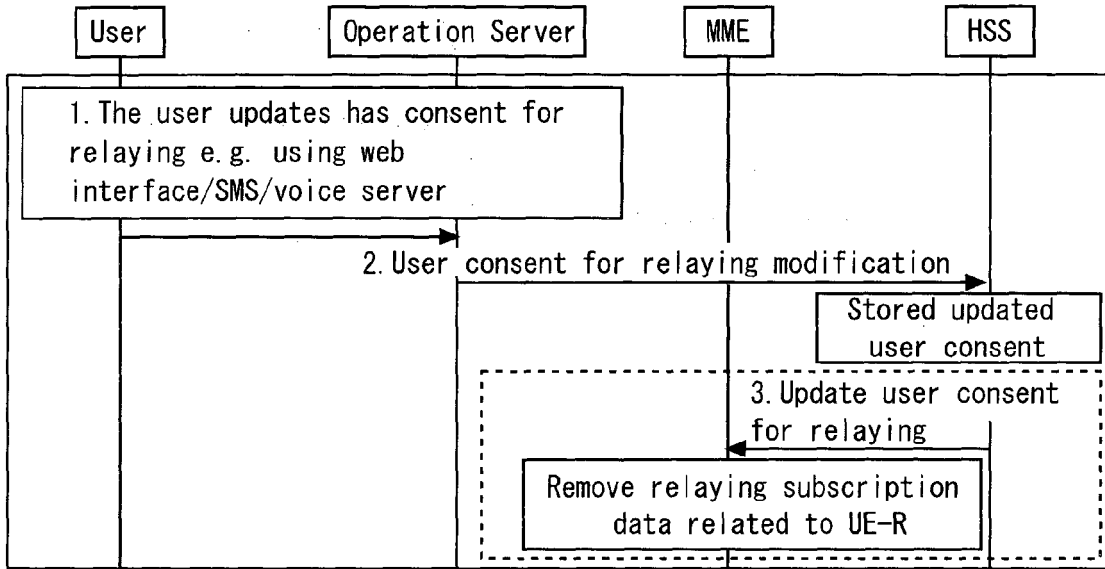 User
Operation Server
MME
HSS
1. The user updates has consent for
relaying e.g. using web
interface/SMS/voice server
2. User consent for relaying modification
Stored updated
user consent
3. Update user consent
for relaying
Remove relaying subscription
data related to UE-R